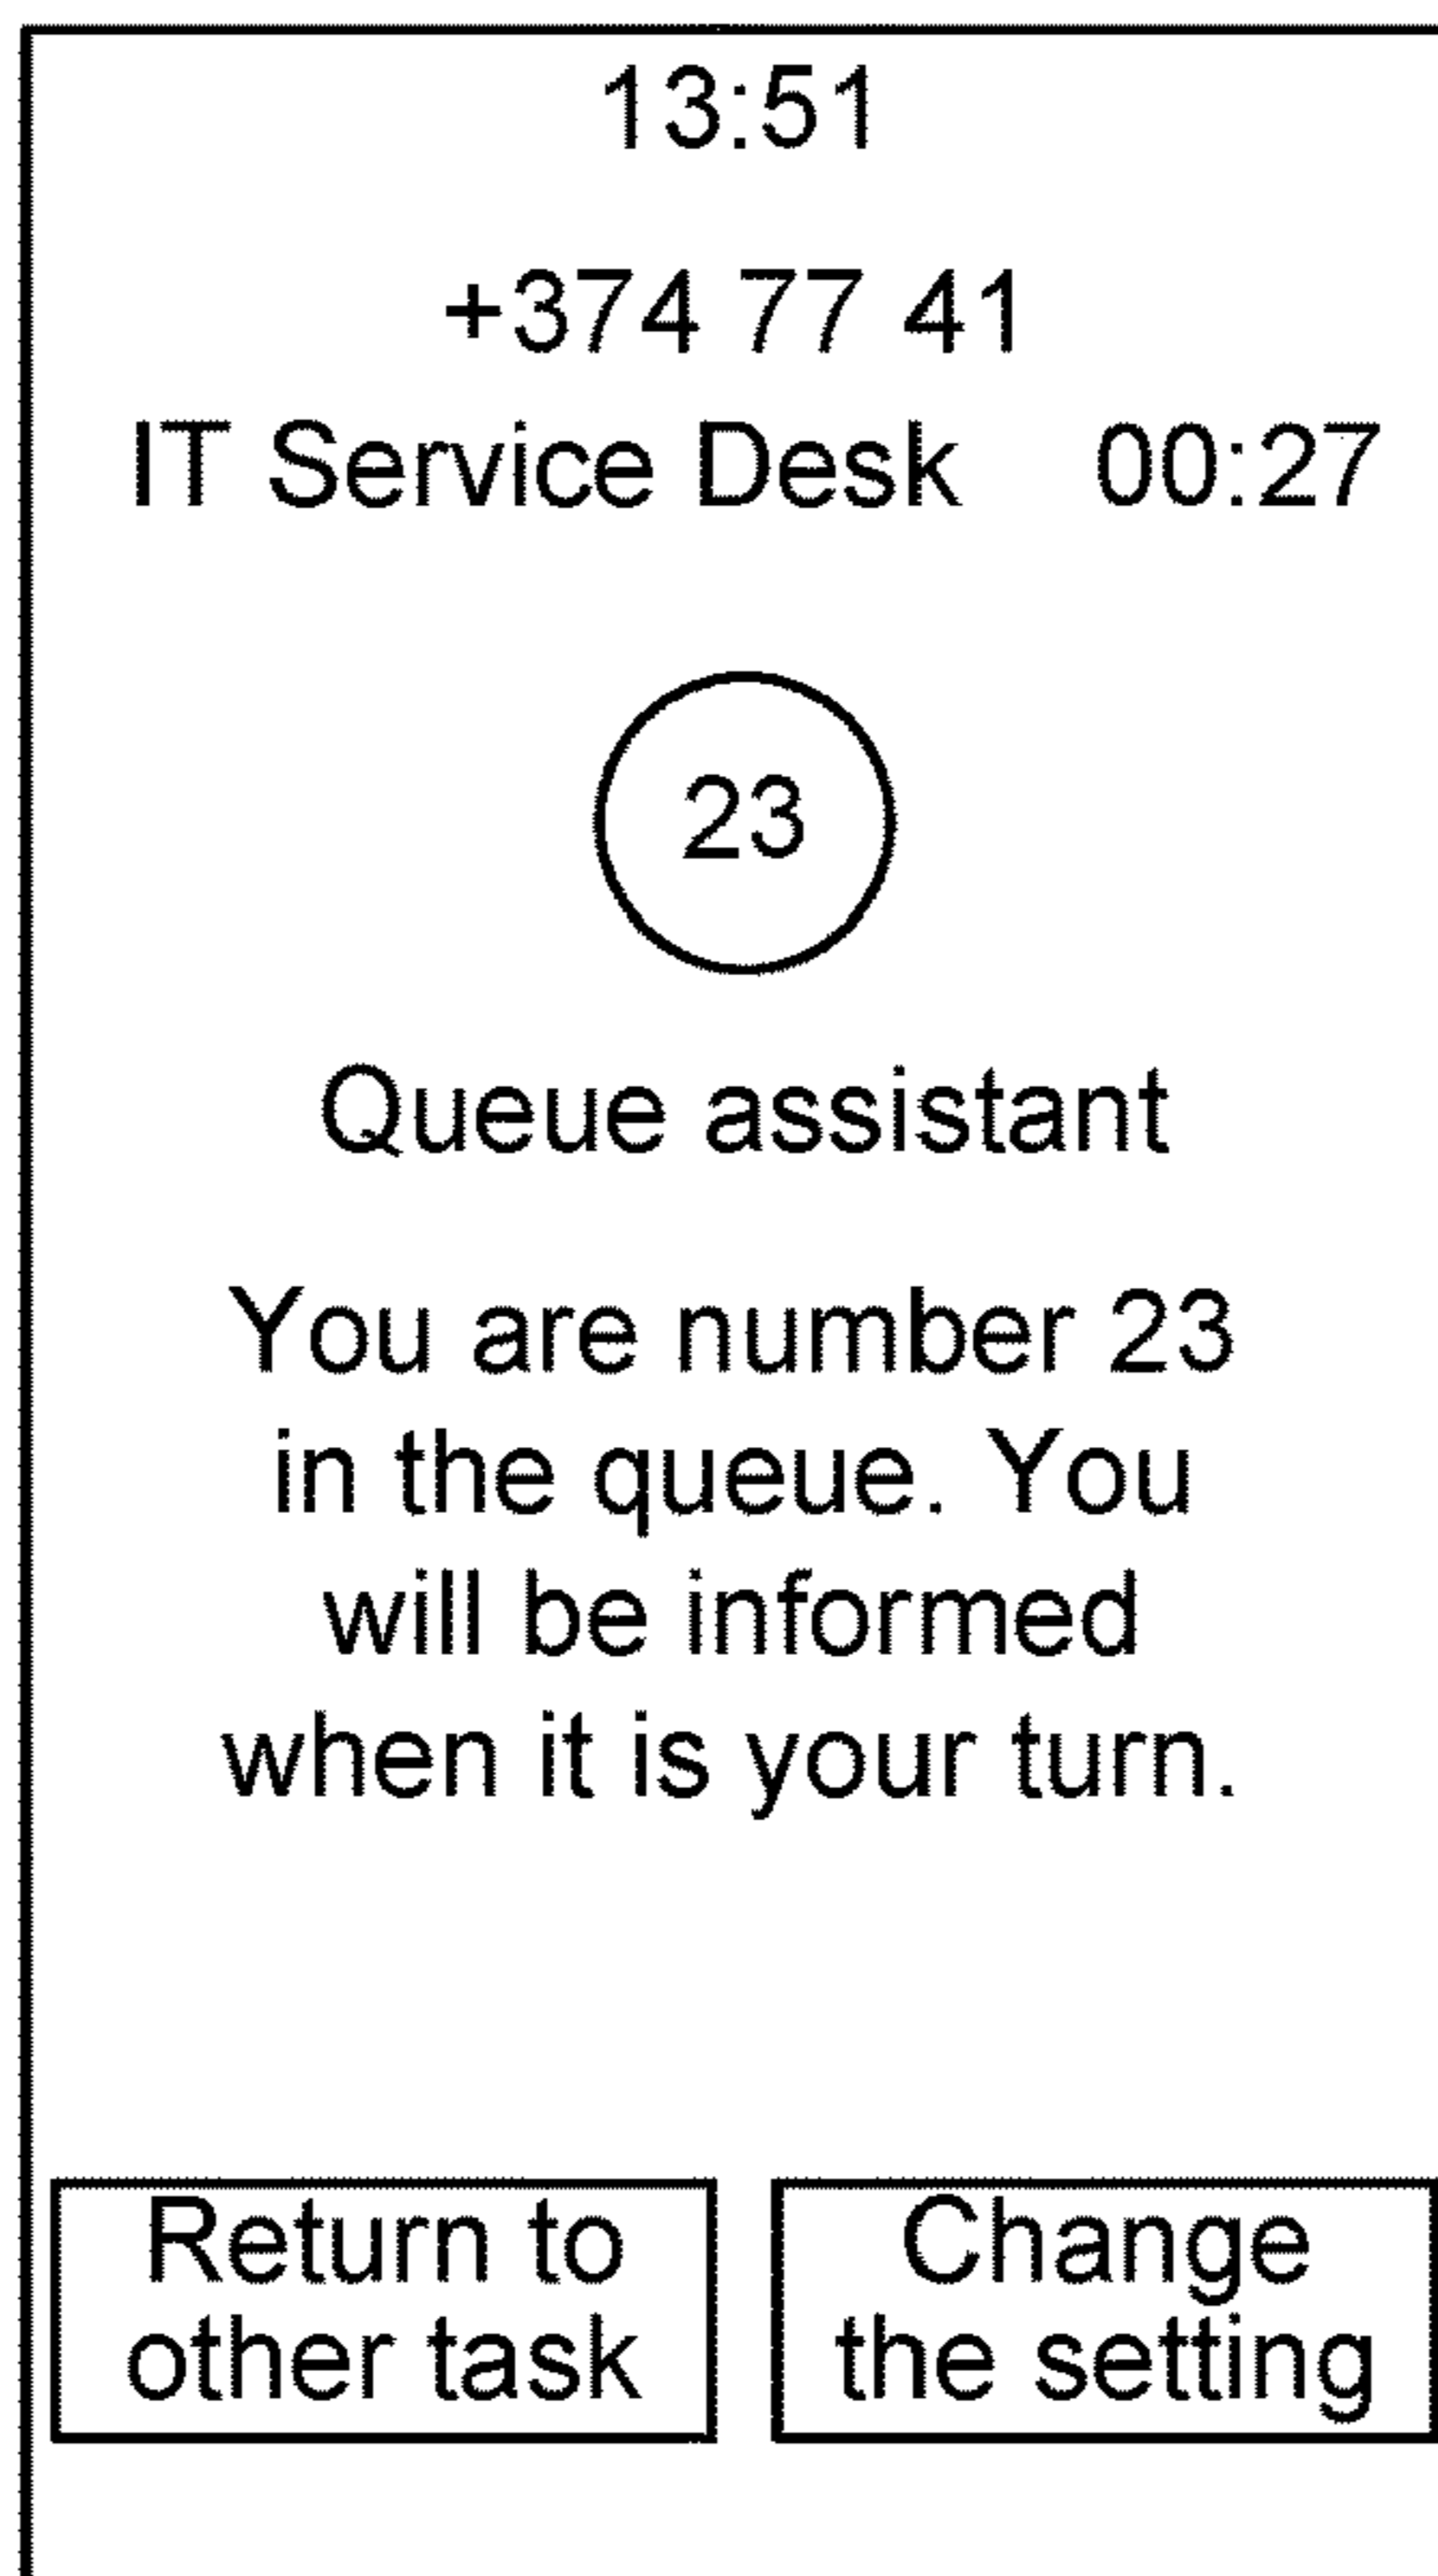 13:51
+374 77 41
IT Service Desk 00:27
23
Queue assistant
You are number 23
in the queue. You
will be informed
when it is your turn.
Return to
other task
Change
the setting